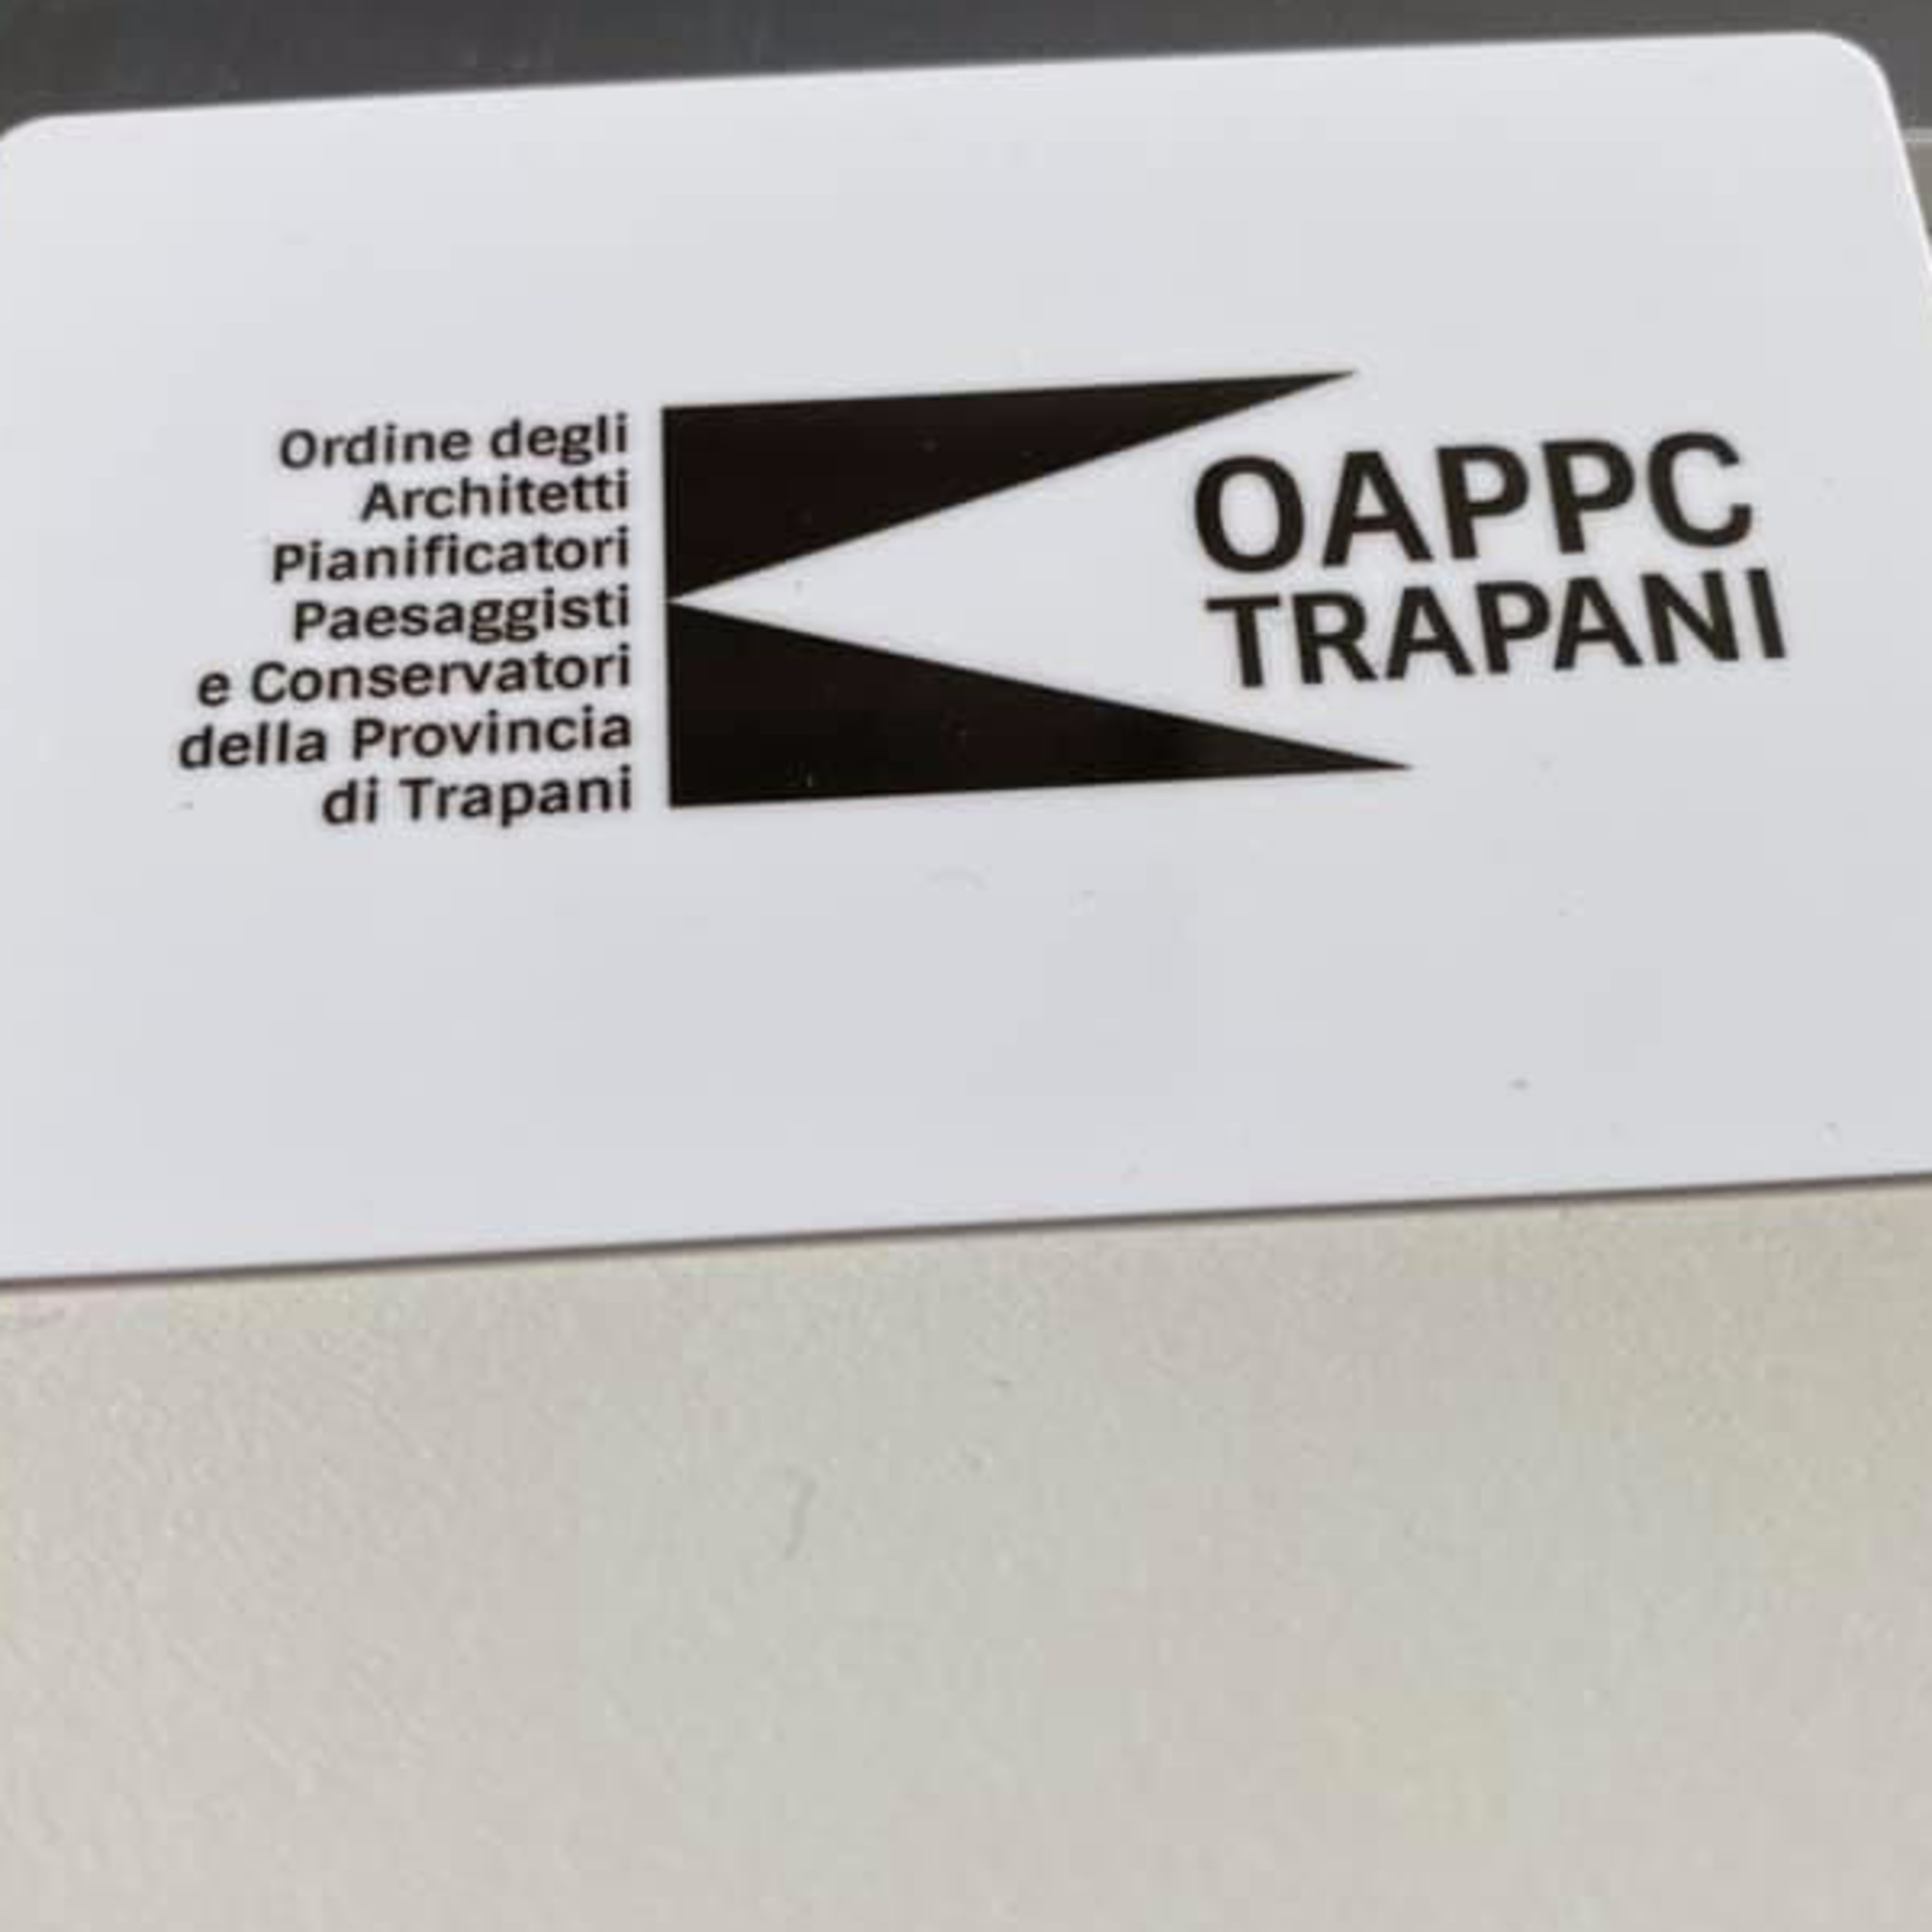 Ordine degli
Architetti
Pianificatori
Paesaggisti
e Conservatori
della Provincia
di Trapani
OAPPC
TRAPANI